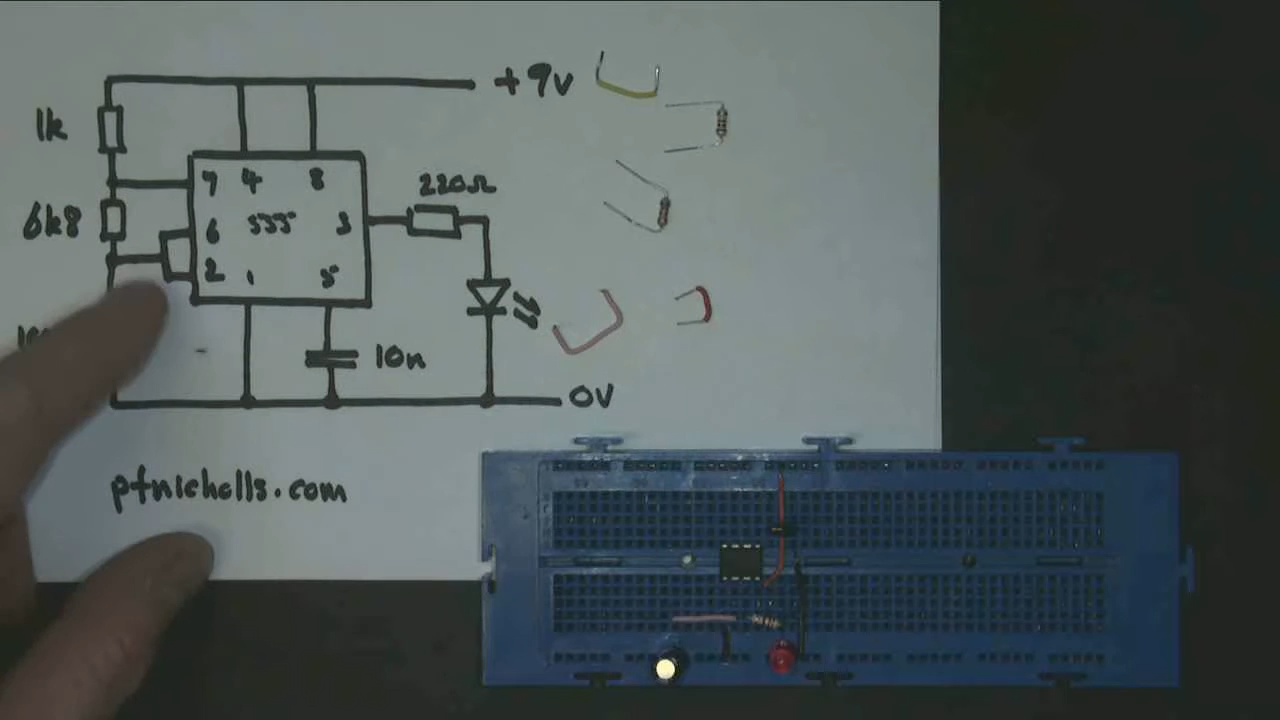 +9v
1k
7 4 8
220Ω
6k8
6 555 3
2 1 5
10n
0V
pfnicholls.com